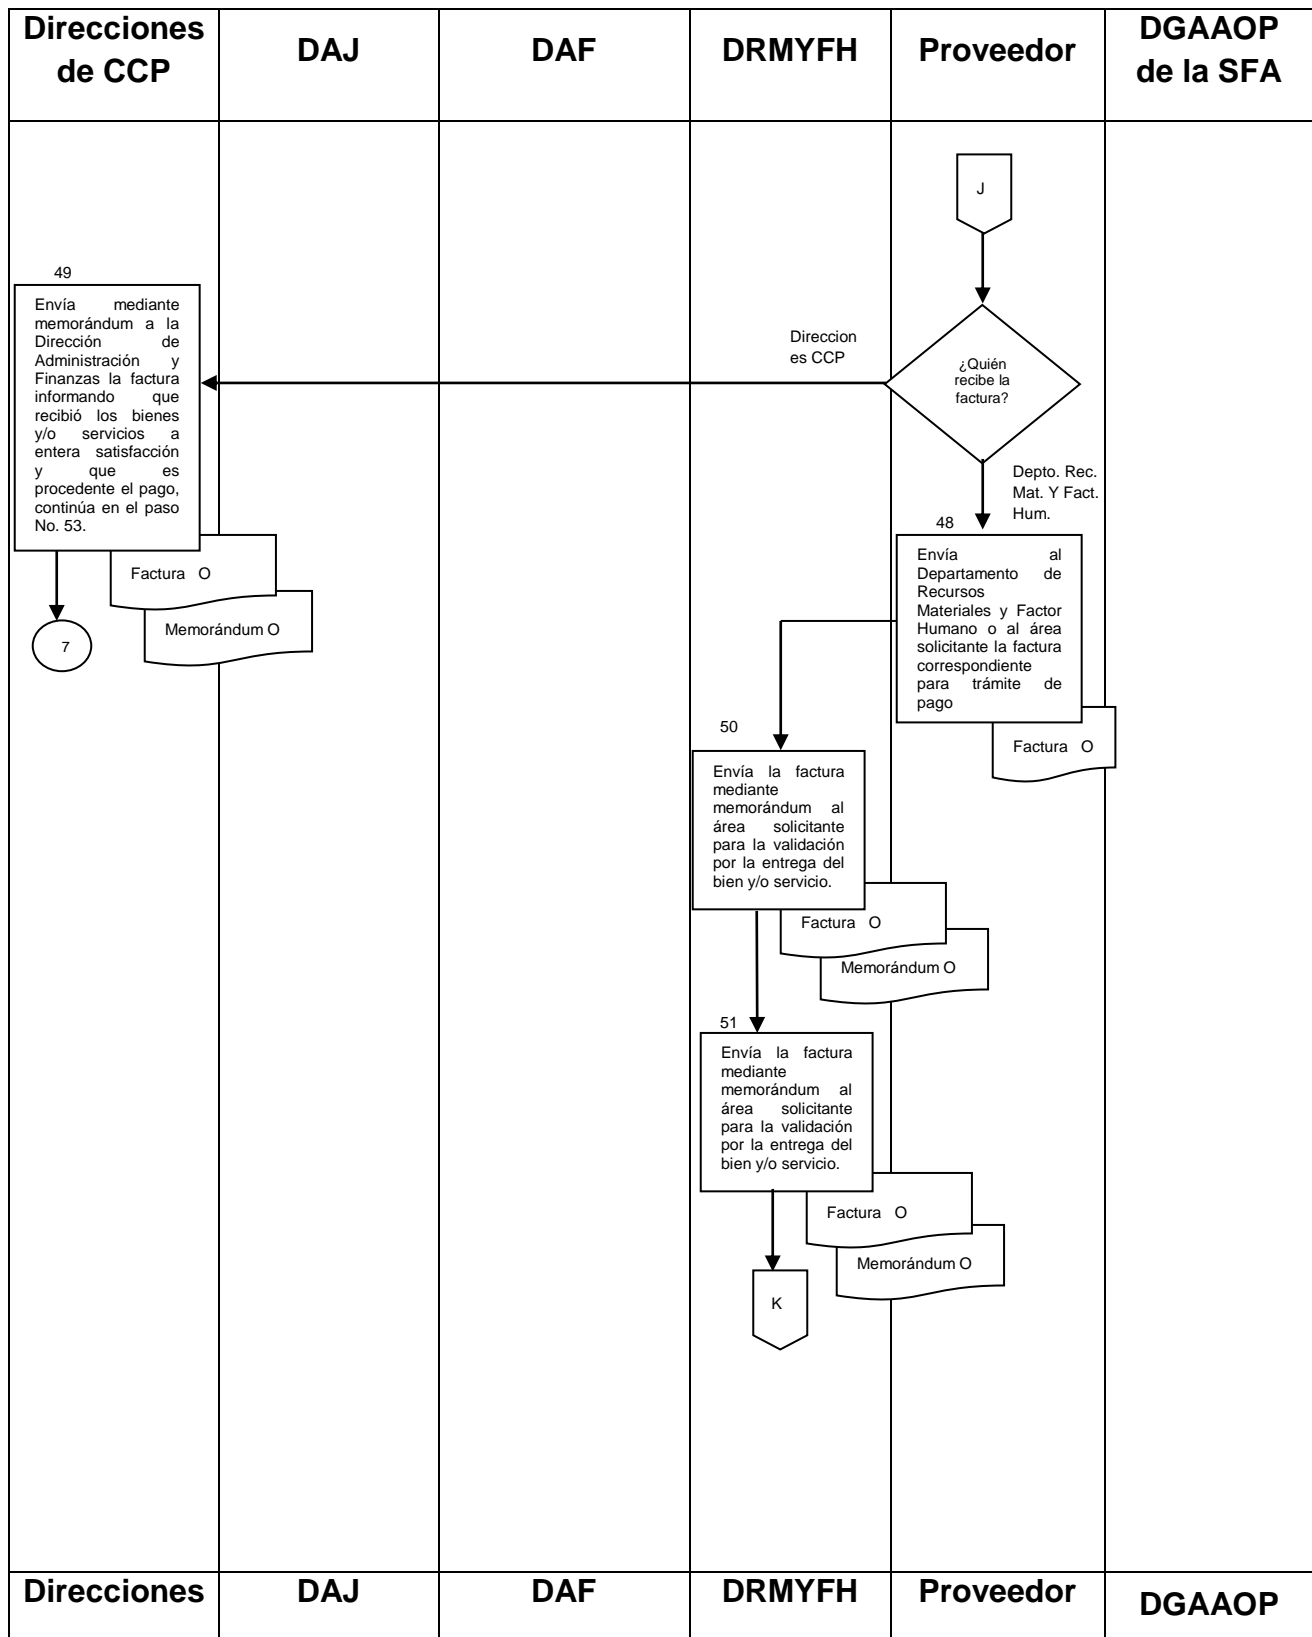 Direcciones
de CCP
DAJ
DAF
DRMYFH
Proveedor
DGAAOP
de la SFA
J
¿Quién
recibe la
factura?
Direccion
es CCP
49
Envía mediante
memorándum a la
Dirección de
Administración y
Finanzas la factura
informando que
recibió los bienes
y/o servicios a
entera satisfacción
y que es
procedente el pago,
continúa en el paso
No. 53.
Factura O
Memorándum O
7
Depto. Rec.
Mat. Y Fact.
Hum.
48
Envía al
Departamento de
Recursos
Materiales y Factor
Humano o al área
solicitante la factura
correspondiente
para trámite de
pago
Factura O
50
Envía la factura
mediante
memorándum al
área solicitante
para la validación
por la entrega del
bien y/o servicio.
Factura O
Memorándum O
51
Envía la factura
mediante
memorándum al
área solicitante
para la validación
por la entrega del
bien y/o servicio.
Factura O
Memorándum O
K
Direcciones
DAJ
DAF
DRMYFH
Proveedor
DGAAOP